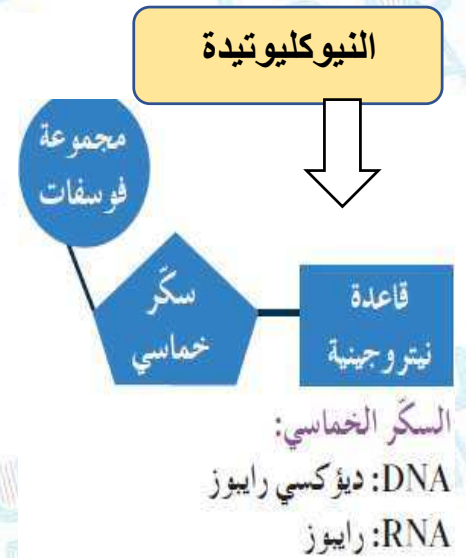 النيوكليوتيدة
مجموعة
فوسفات
سكّر
خماسي
قاعدة
نيتروجينية
السكّر الخماسي:
DNA: ديؤكسي رايبوز
RNA: رايبوز